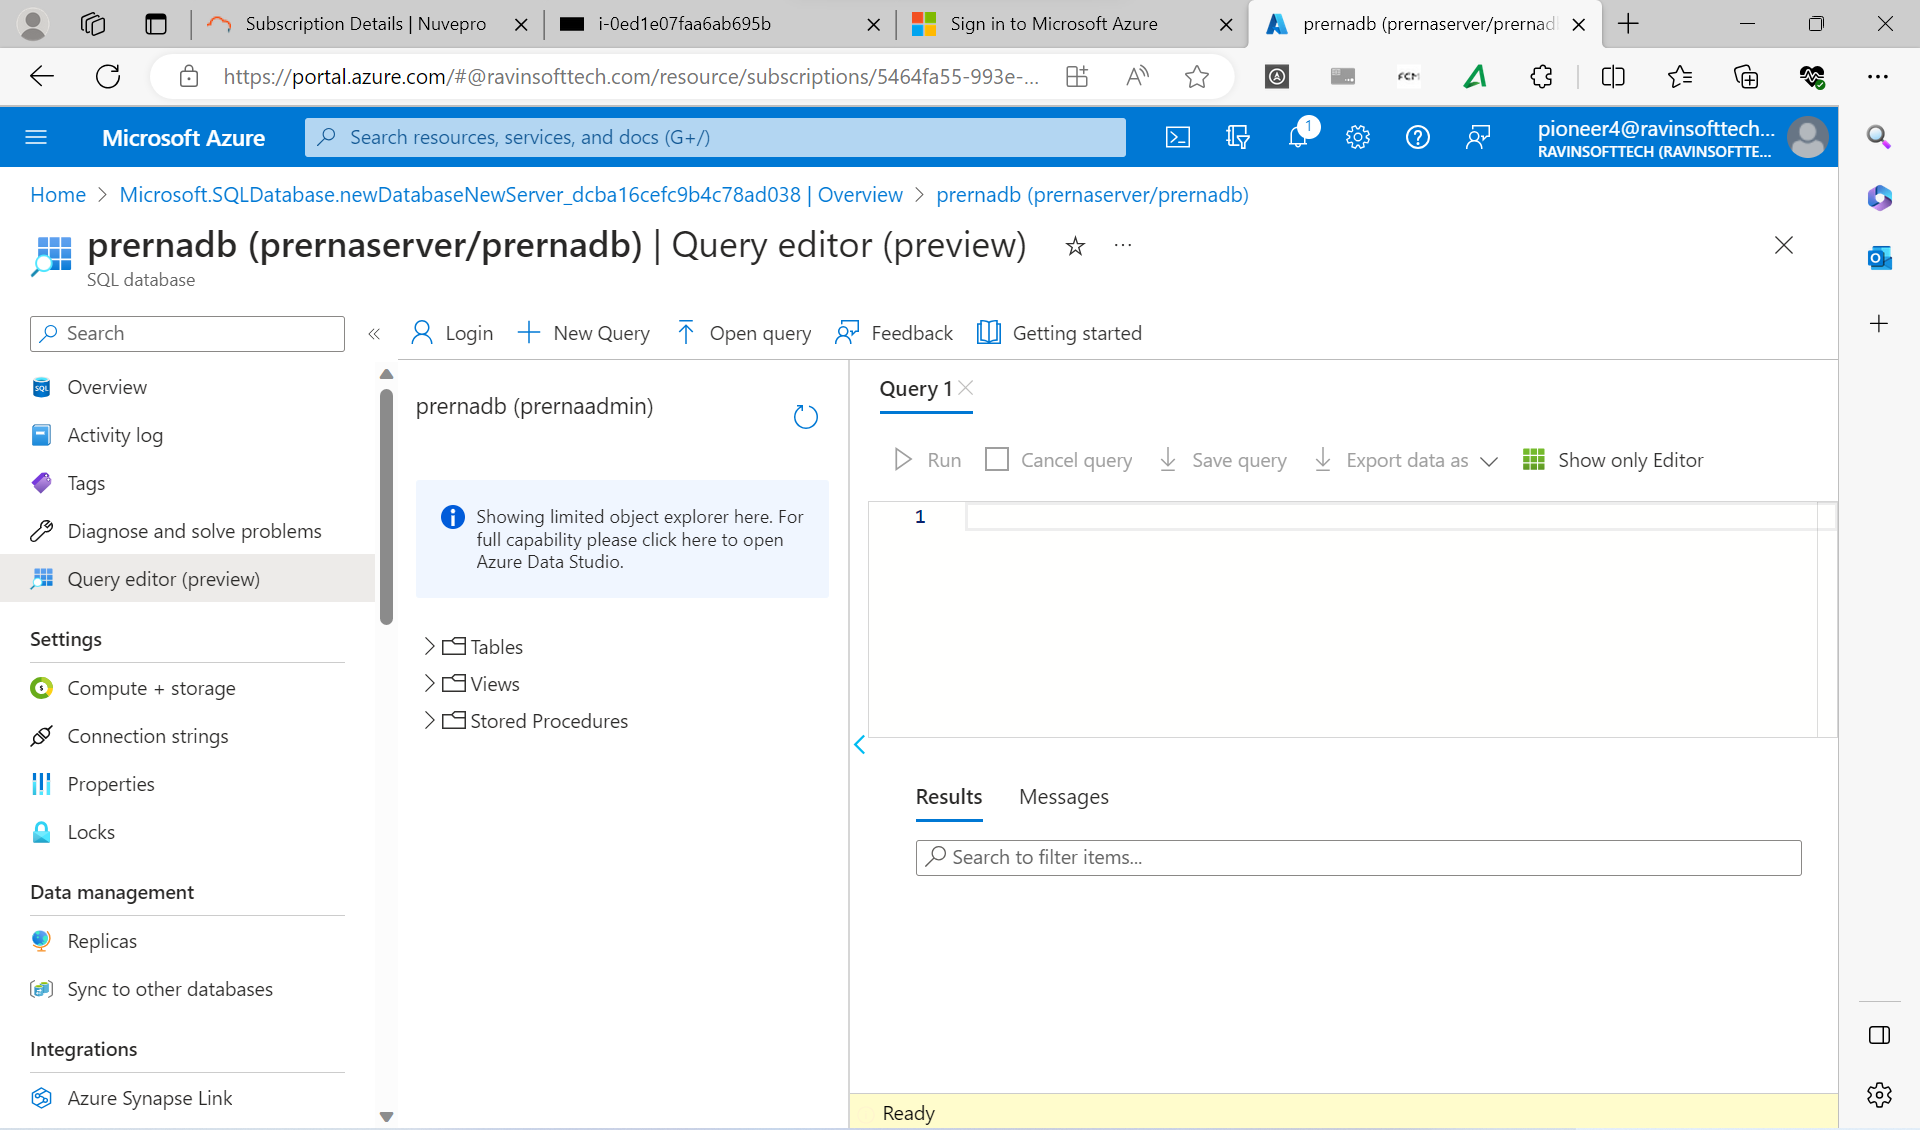 Subscription Details | Nuvepro
i-0ed1e07faa6ab695b
Sign in to Microsoft Azure
prernadb (prernaserver/prernad
https://portal.azure.com/#@ravinsofttech.com/resource/subscriptions/5464fa55-993e-...
FCM
Microsoft Azure
Search resources, services, and docs (G+/)
1
pioneer4@ravinsofttech...
RAVINSOFTTECH (RAVINSOFTTE...
Home > Microsoft.SQLDatabase.newDatabaseNewServer_dcba16cefc9b4c78ad038 | Overview > prernadb (prernaserver/prernadb)
prernadb (prernaserver/prernadb) | Query editor (preview)
SQL database
Search
Login
New Query
Open query
Feedback
Getting started
Overview
Activity log
Tags
Diagnose and solve problems
Query editor (preview)
Settings
Compute + storage
Connection strings
Properties
Locks
Data management
Replicas
Sync to other databases
Integrations
Azure Synapse Link
prernadb (prernaadmin)
Showing limited object explorer here. For
full capability please click here to open
Azure Data Studio.
Tables
Views
Stored Procedures
Query 1
Run
Cancel query
Save query
Export data as
Show only Editor
1
Results
Messages
Search to filter items...
Ready